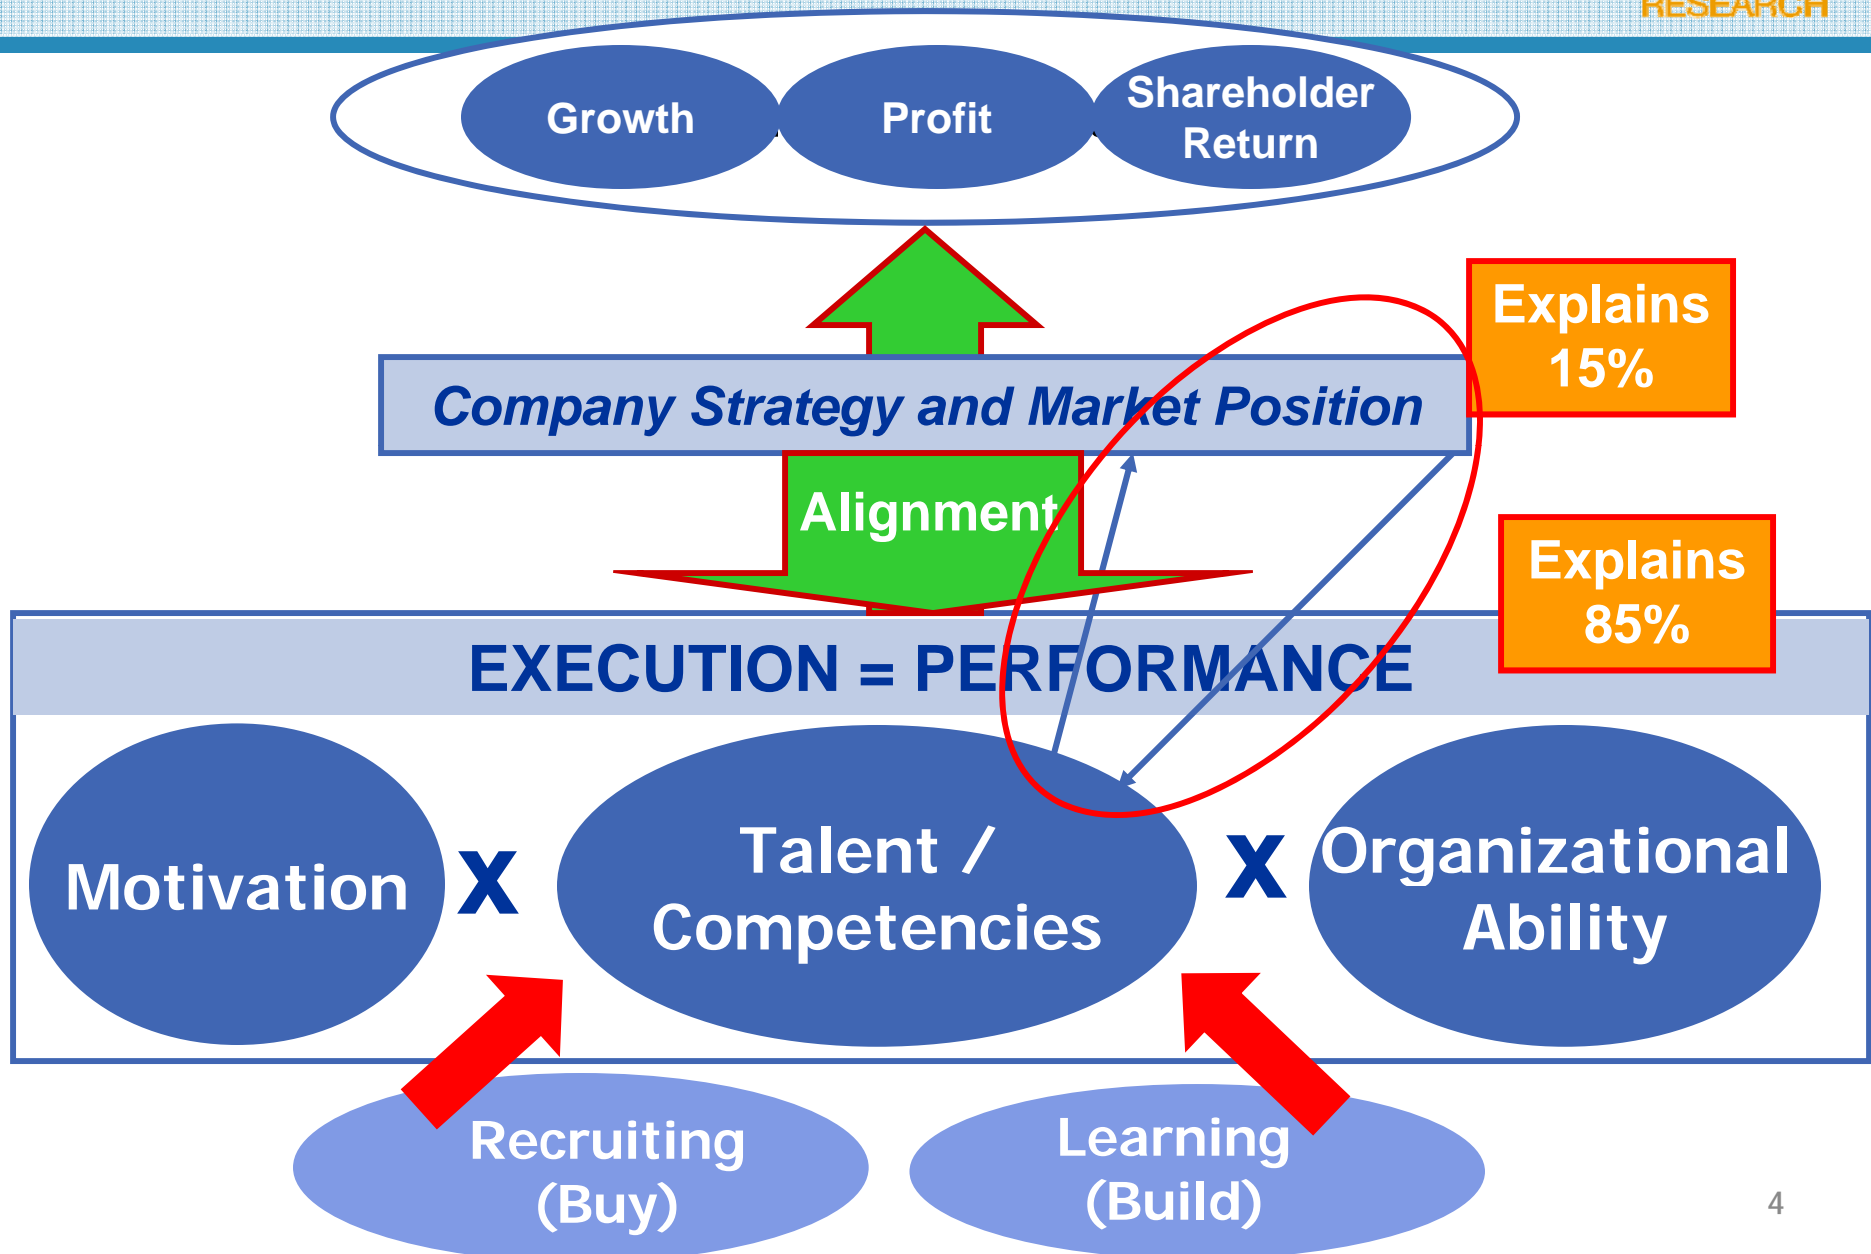 RESEARCH
Growth
Profit
Shareholder
Return
Explains
15%
Company Strategy and Market Position
Alignment
Explains
85%
EXECUTION = PERFORMANCE
Motivation
X
Talent /
Competencies
X
Organizational
Ability
Recruiting
(Buy)
Learning
(Build)
4